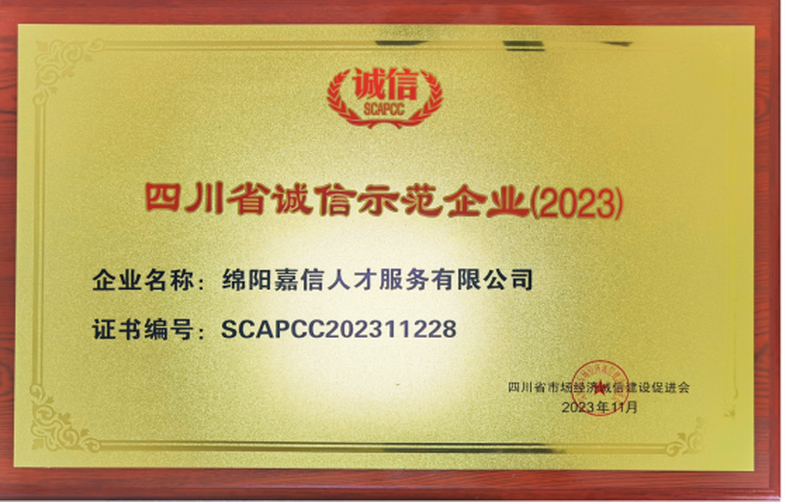 诚信
SCAPCC
四川省诚信示范企业(2023)
企业名称：绵阳嘉信人才服务有限公司
证书编号：SCAPCC202311228
四川省市场经济诚信建设促进会
2023年11月